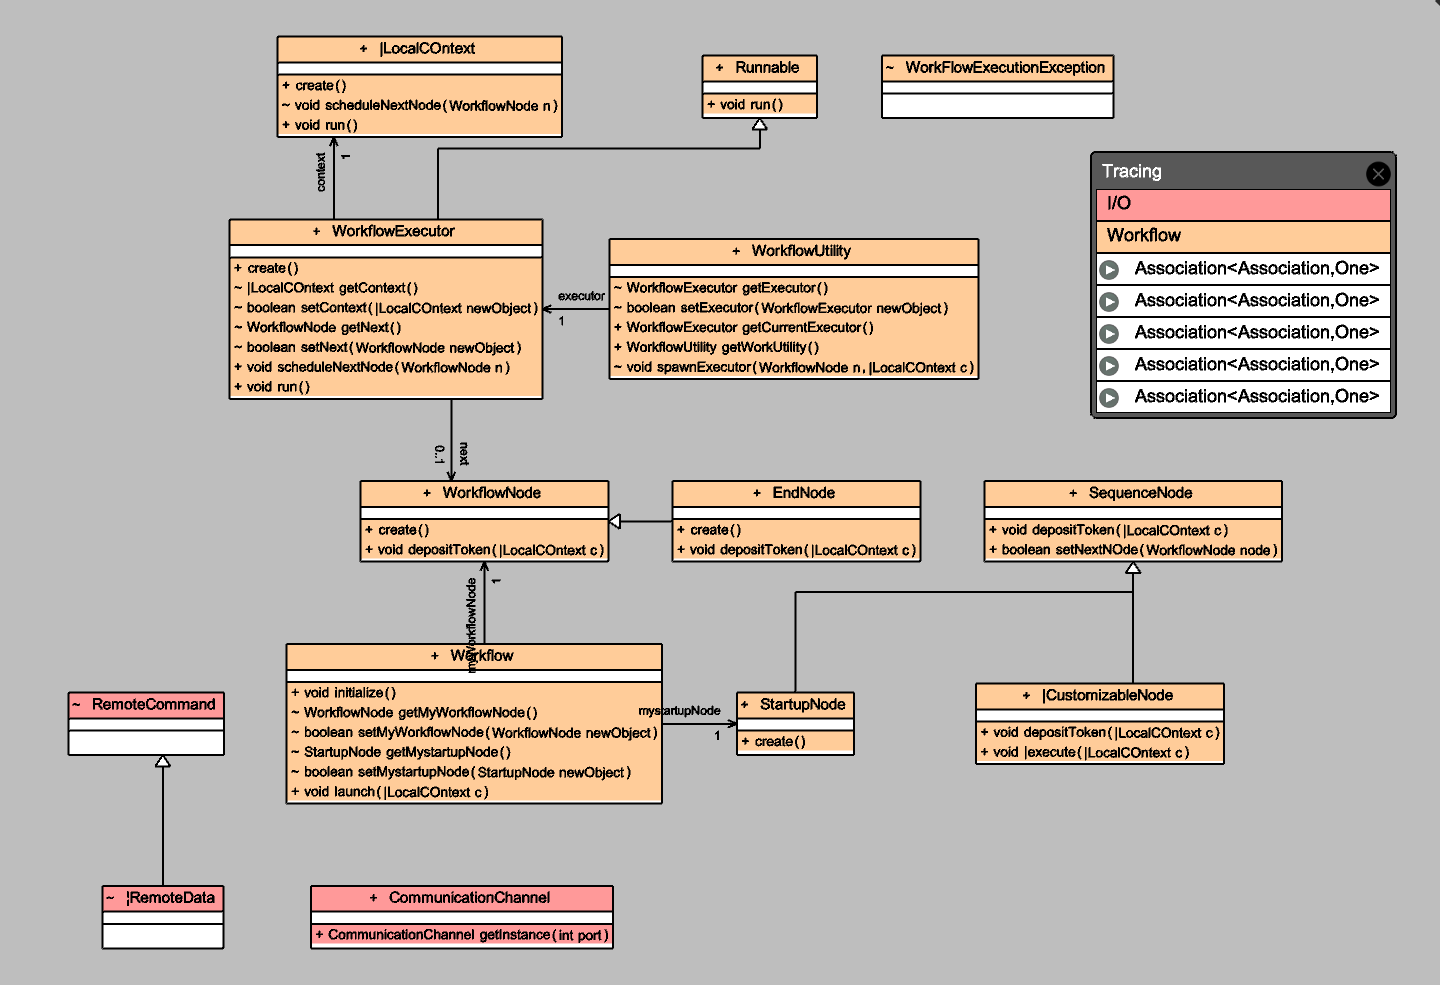 + |LocalCOntext
+ create()
~ void scheduleNextNode(WorkflowNode n)
+ void run()
+ Runnable
+ void run()
~ WorkFlowExecutionException
Tracing
I/O
Workflow
Association<Association,One>
Association<Association,One>
Association<Association,One>
Association<Association,One>
Association<Association,One>
context
1
+ WorkflowExecutor
+ create()
~ |LocalCOntext getContext()
~ boolean setContext(|LocalCOntext newObject)
~ WorkflowNode getNext()
~ boolean setNext(WorkflowNode newObject)
+ void scheduleNextNode(WorkflowNode n)
+ void run()
executor
1
+ WorkflowUtility
~ WorkflowExecutor getExecutor()
~ boolean setExecutor(WorkflowExecutor newObject)
+ WorkflowExecutor getCurrentExecutor()
+ WorkflowUtility getWorkUtility()
~ void spawnExecutor(WorkflowNode n,|LocalCOntext c)
0..1
next
+ WorkflowNode
+ create()
+ void depositToken(|LocalCOntext c)
+ EndNode
+ create()
+ void depositToken(|LocalCOntext c)
+ SequenceNode
+ void depositToken(|LocalCOntext c)
+ boolean setNextNOde(WorkflowNode node)
myWorkflowNode
1
+ Workflow
+ void initialize()
~ WorkflowNode getMyWorkflowNode()
~ boolean setMyWorkflowNode(WorkflowNode newObject)
~ StartupNode getMystartupNode()
~ boolean setMystartupNode(StartupNode newObject)
+ void launch(|LocalCOntext c)
mystartupNode
1
+ StartupNode
+ create()
+ |CustomizableNode
+ void depositToken(|LocalCOntext c)
+ void |execute(|LocalCOntext c)
~ RemoteCommand
~ |RemoteData
+ CommunicationChannel
+ CommunicationChannel getInstance(int port)